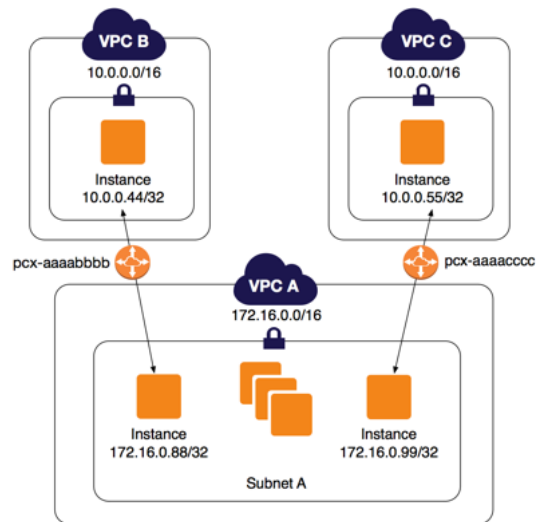 VPC B
10.0.0.0/16
Instance
10.0.0.44/32
VPC C
10.0.0.0/16
Instance
10.0.0.55/32
pcx-aaaabbbb
pcx-aaaacccc
VPC A
172.16.0.0/16
Instance
172.16.0.88/32
Instance
172.16.0.99/32
Subnet A